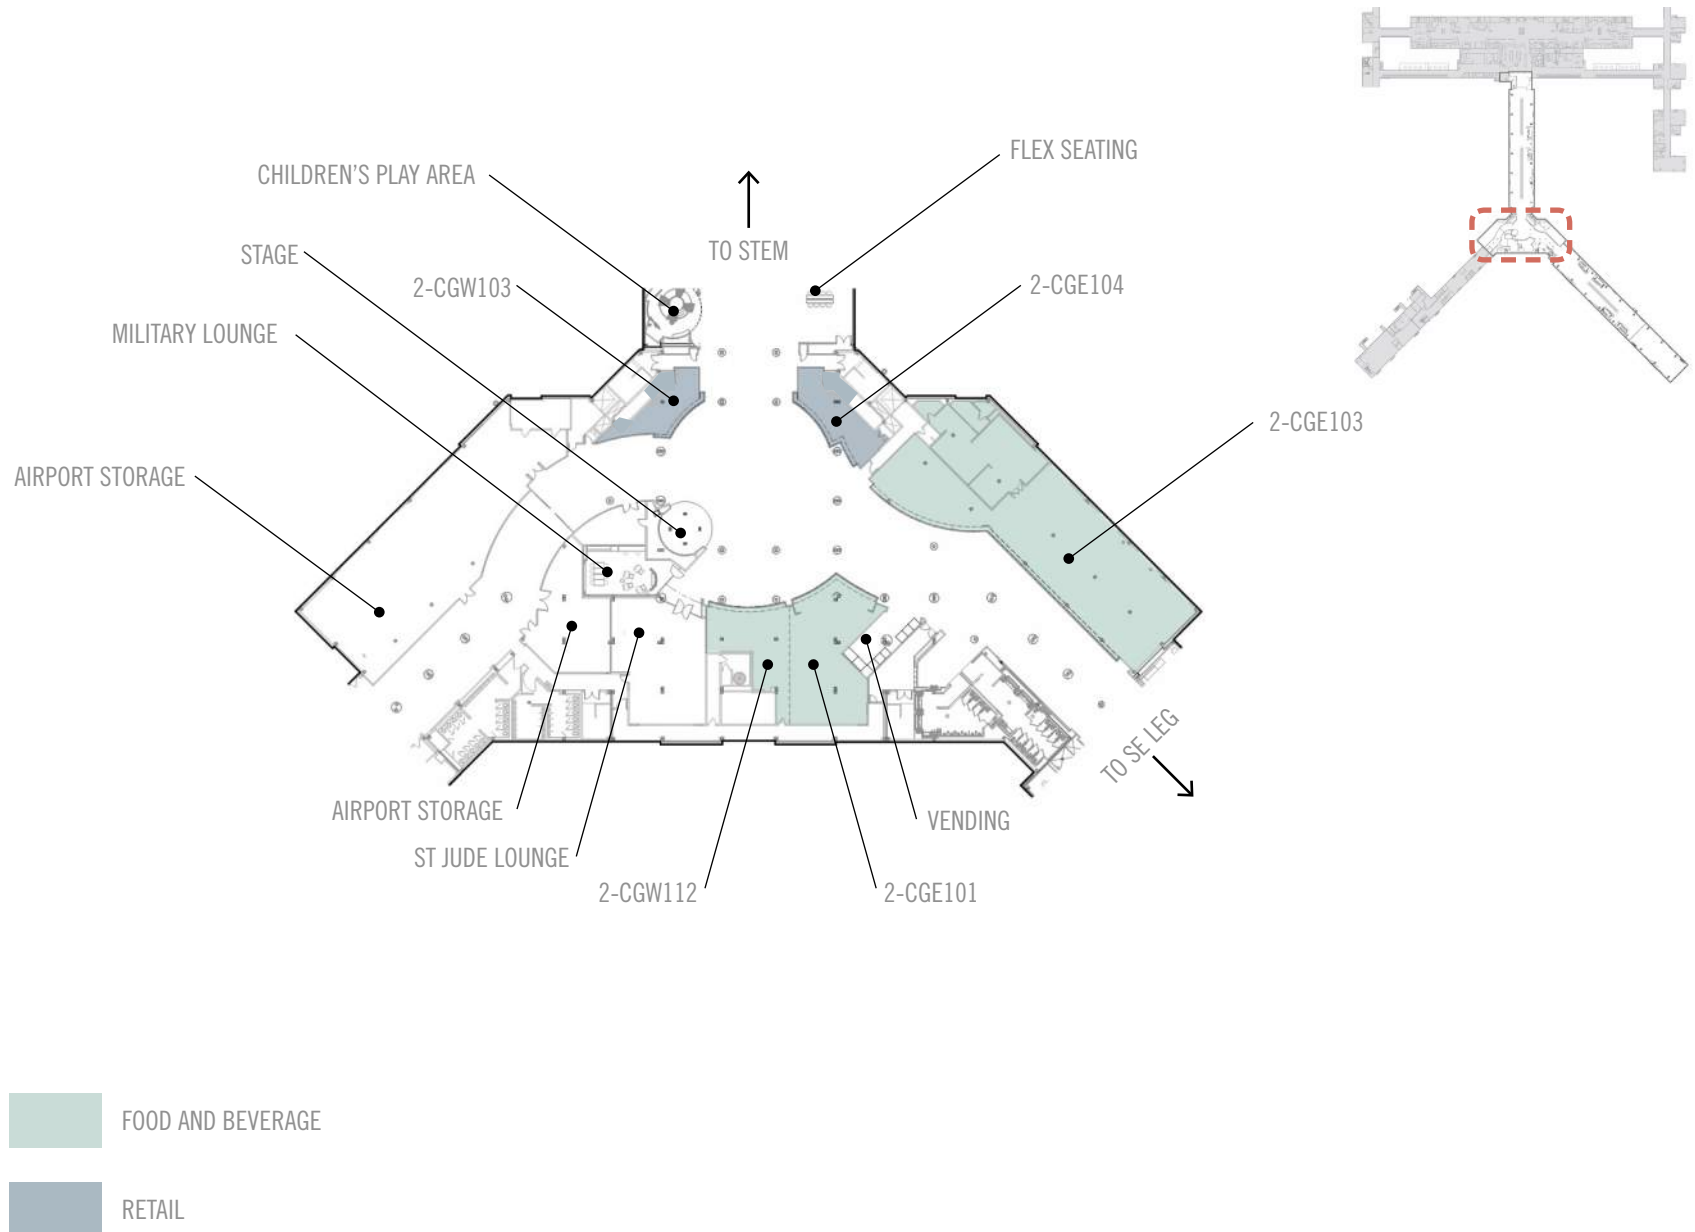 FLEX SEATING
CHILDREN'S PLAY AREA
TO STEM
STAGE
2-CGW103
2-CGE104
MILITARY LOUNGE
2-CGE103
AIRPORT STORAGE
TO SE LEG
AIRPORT STORAGE
VENDING
ST JUDE LOUNGE
2-CGW112
2-CGE101
FOOD AND BEVERAGE
RETAIL